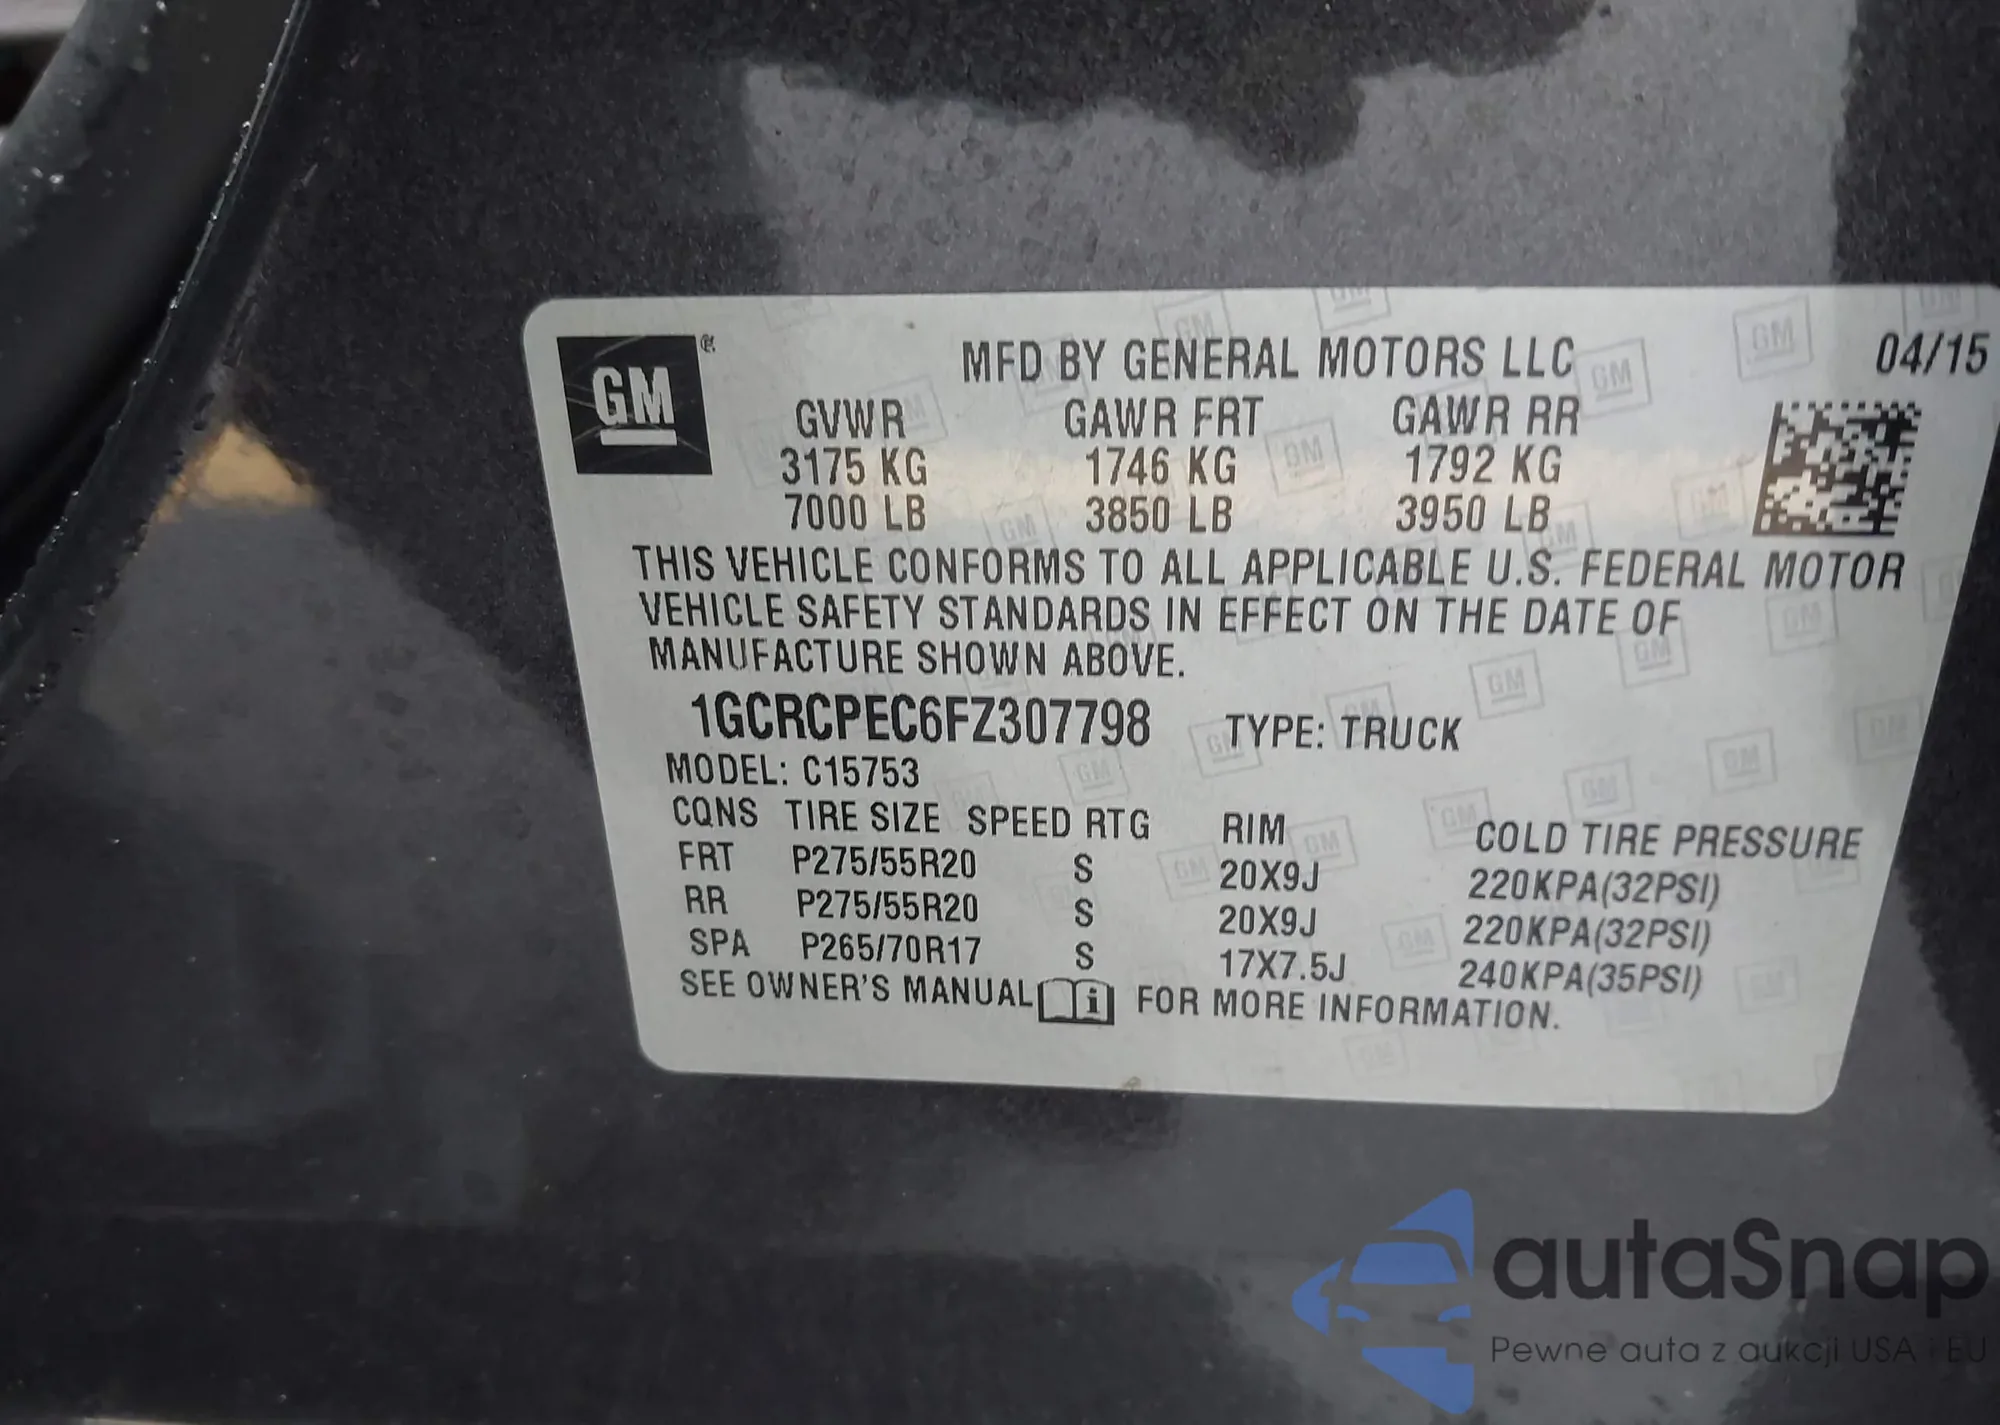 GM
MFD BY GENERAL MOTORS LLC 04/15
GVWR GAWR FRT GAWR RR
3175 KG 1746 KG 1792 KG
7000 LB 3850 LB 3950 LB
THIS VEHICLE CONFORMS TO ALL APPLICABLE U.S. FEDERAL MOTOR
VEHICLE SAFETY STANDARDS IN EFFECT ON THE DATE OF
MANUFACTURE SHOWN ABOVE.
1GCRCPEC6FZ307798 TYPE: TRUCK
MODEL: C15753
CQNS TIRE SIZE SPEED RTG RIM COLD TIRE PRESSURE
FRT P275/55R20 S 20X9J 220KPA(32PSI)
RR P275/55R20 S 20X9J 220KPA(32PSI)
SPA P265/70R17 S 17X7.5J 240KPA(35PSI)
SEE OWNER'S MANUAL i FOR MORE INFORMATION.
autaSnap
Pewne auta z aukcji USA i EU